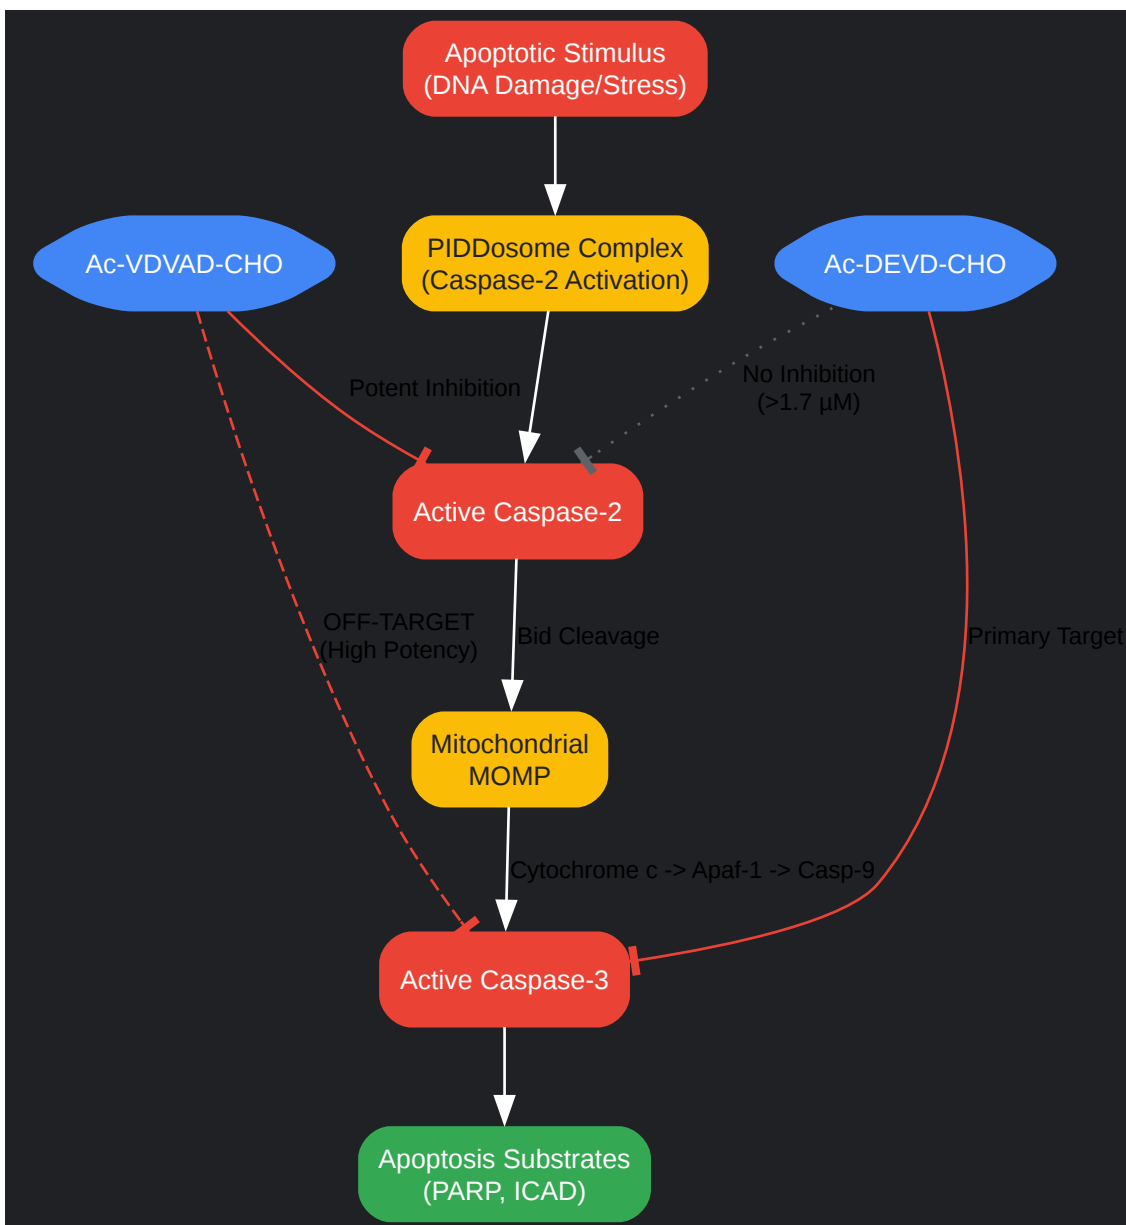 Apoptotic Stimulus
(DNA Damage/Stress)
Ac-VDVAD-CHO
PIDDosome Complex
(Caspase-2 Activation)
Ac-DEVD-CHO
Potent Inhibition
No Inhibition
(>1.7 µM)
Active Caspase-2
OFF-TARGET
(High Potency)
Bid Cleavage
Primary Target
Mitochondrial
MOMP
Cytochrome c -> Apaf-1 -> Casp-9
Active Caspase-3
Apoptosis Substrates
(PARP, ICAD)